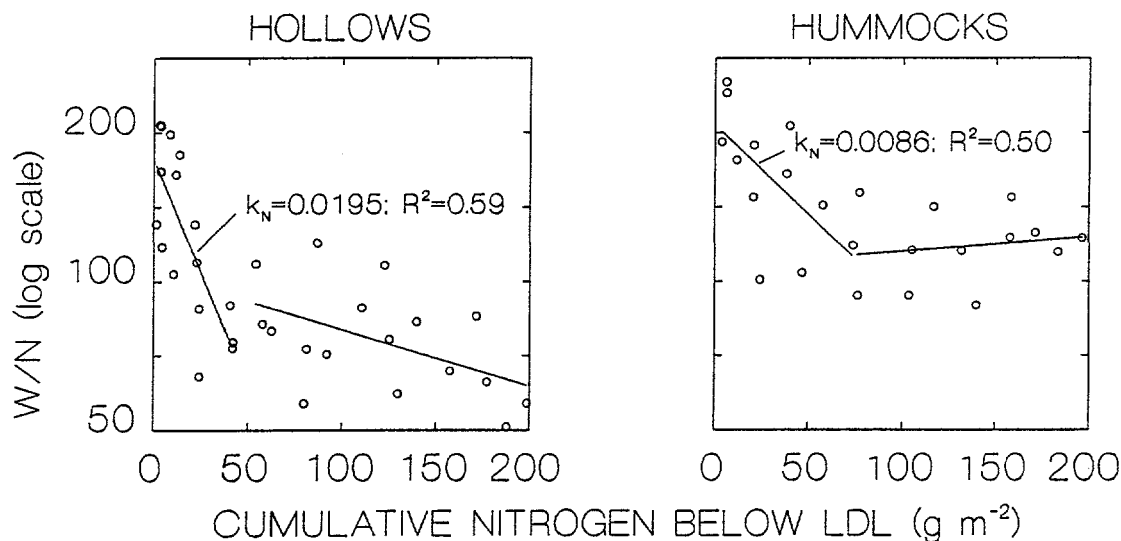 HOLLOWS
HUMMOCKS
W/N (log scale)
200
100
50
k_N=0.0195; R²=0.59
k_N=0.0086; R²=0.50
0 50 100 150 200
0 50 100 150 200
CUMULATIVE NITROGEN BELOW LDL (g m⁻²)